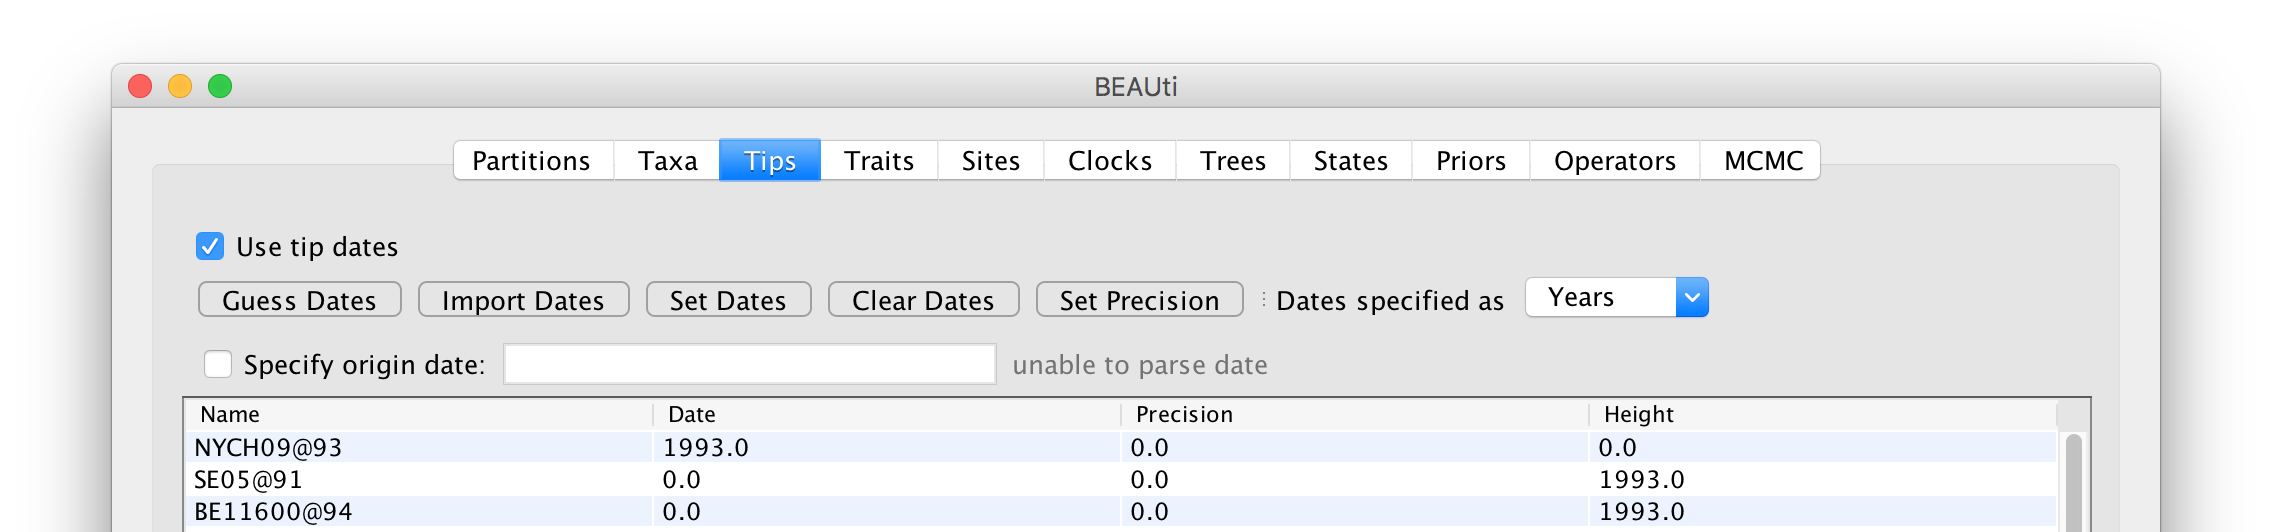 BEAUti
Partitions Taxa Tips Traits Sites Clocks Trees States Priors Operators MCMC
Use tip dates
Guess Dates Import Dates Set Dates Clear Dates Set Precision Dates specified as Years
Specify origin date: unable to parse date
Name Date Precision Height
NYCH09@93 1993.0 0.0 0.0
SE05@91 0.0 0.0 1993.0
BE11600@94 0.0 0.0 1993.0